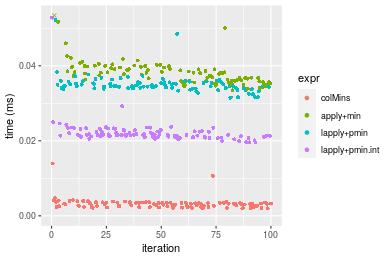 time (ms)
0.04
0.02
0.00
0
25
50
75
100
iteration
expr
colMins
apply+min
lapply+pmin
lapply+pmin.int